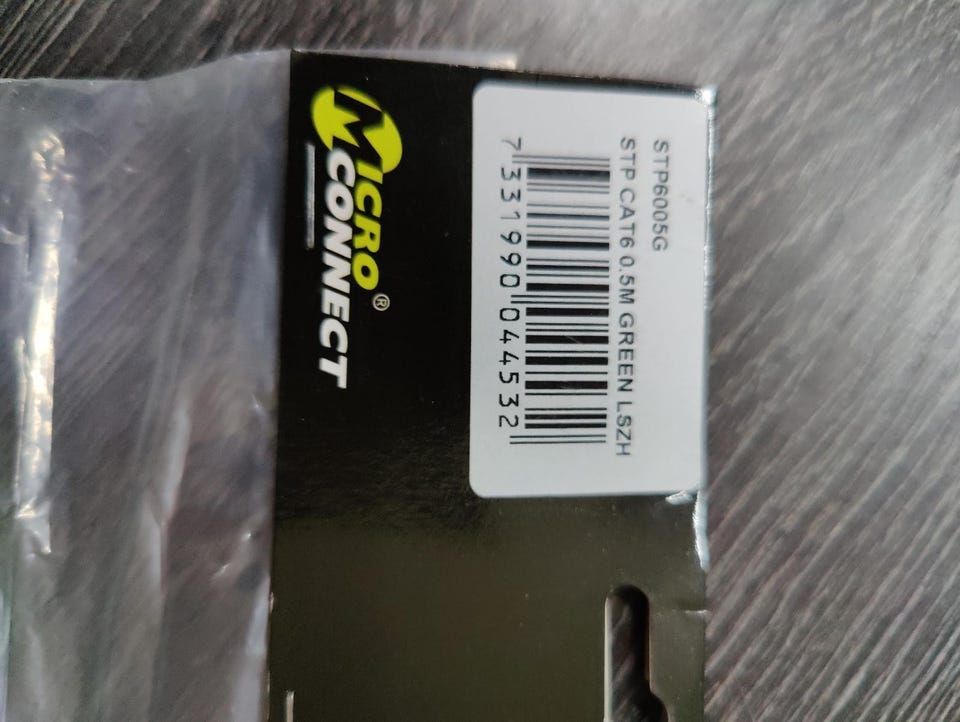 MICRO
CONNECT®
STP6005G
STP CAT6 0.5M GREEN LSZH
7 331990 044532